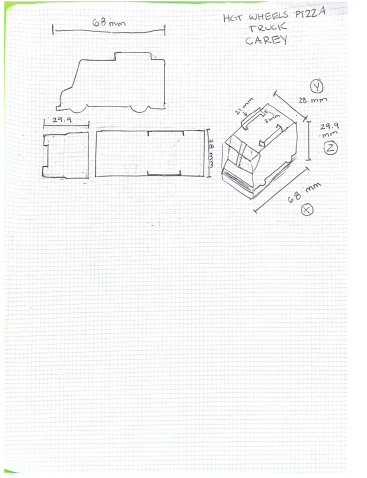 HOT WHEELS PIZZA
TRUCK
CAREY
68 mm
29.9
28.33
21 mm
3mm
Y
28. mm
29.9
mm
Z
68 mm
X